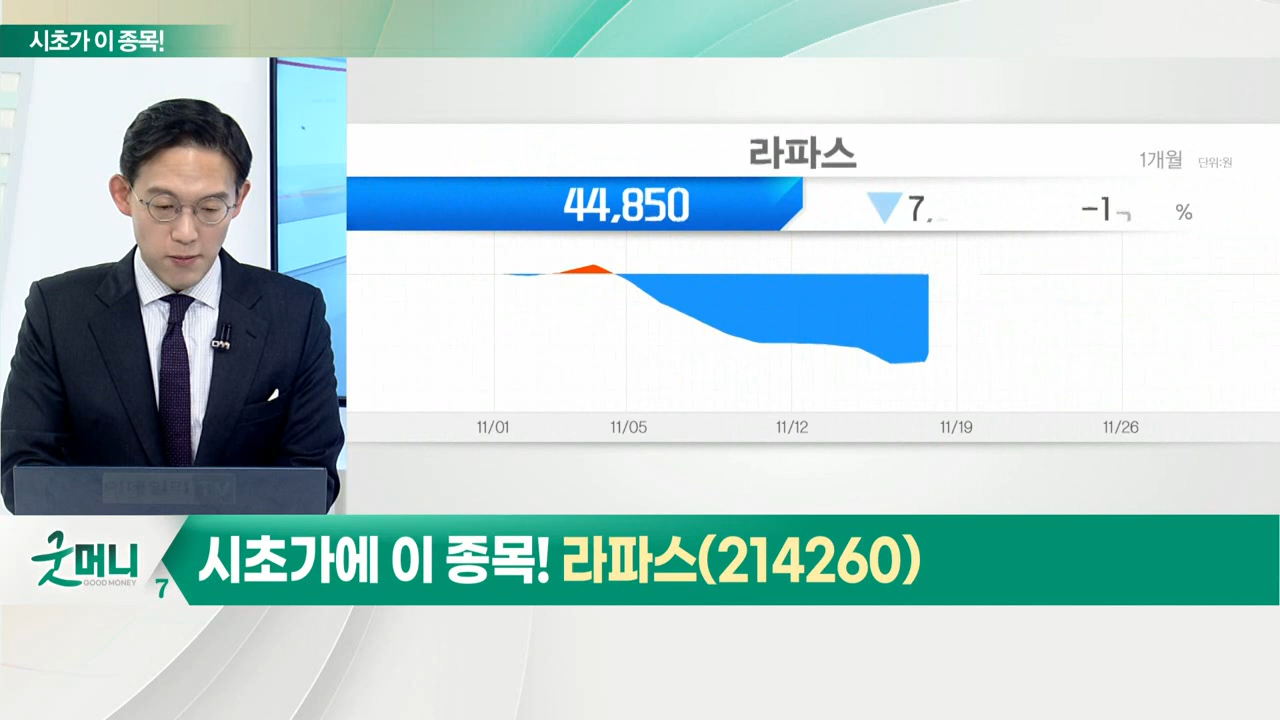 시초가 이 종목!
라파스
1개월 단위:원
44,850
%
11/01 11/05 11/12 11/19 11/26
굿머니
GOOD MONEY
7
시초가에 이 종목! 라파스(214260)